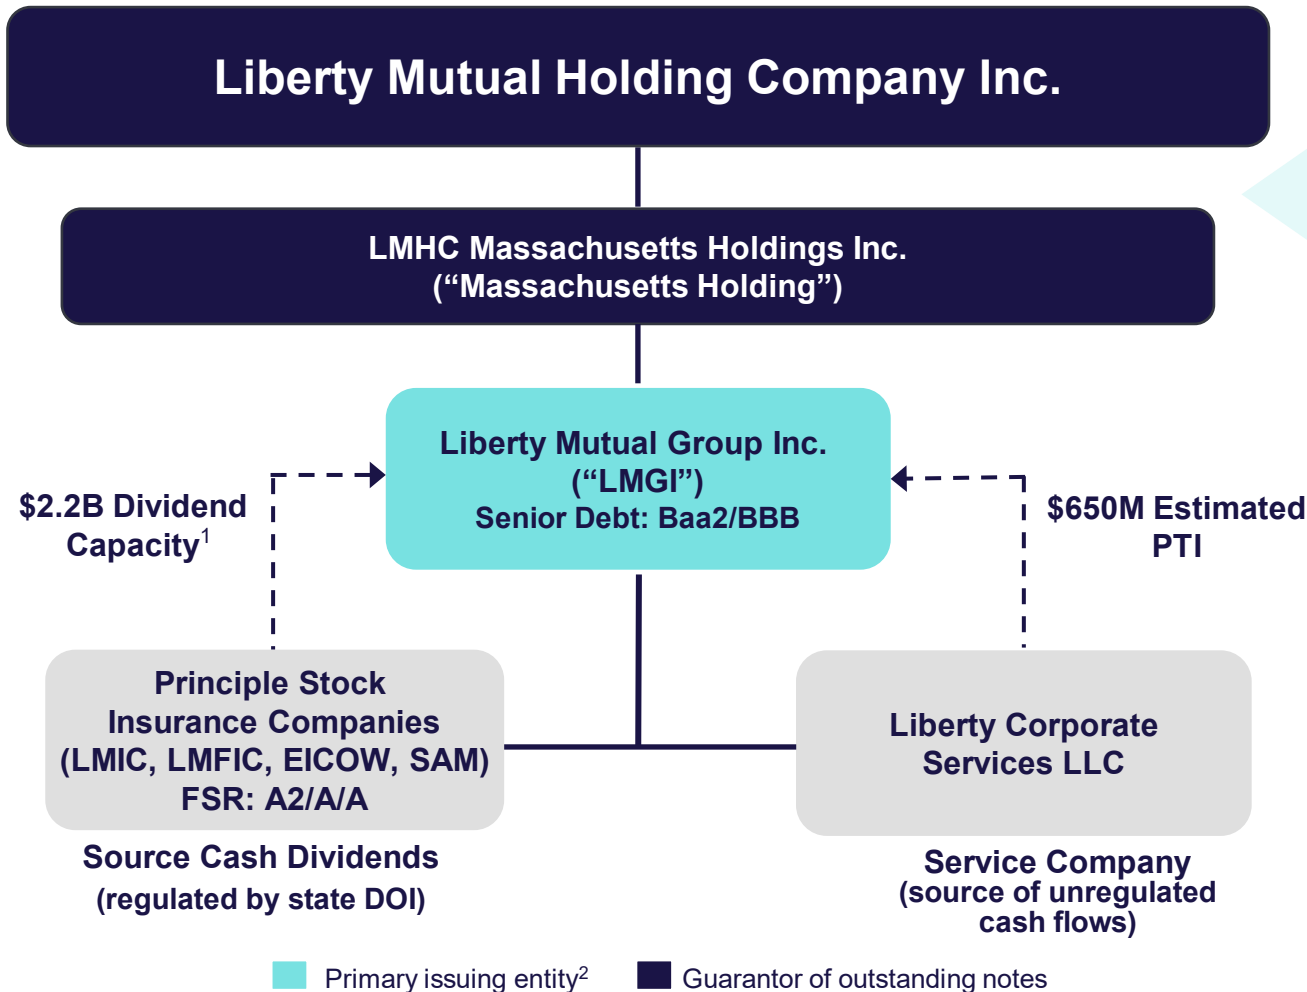 Liberty Mutual Holding Company Inc.
LMHC Massachusetts Holdings Inc.
(“Massachusetts Holding”)
Liberty Mutual Group Inc.
(“LMGI”)
Senior Debt: Baa2/BBB
$2.2B Dividend
Capacity1
$650M Estimated
PTI
Principle Stock
Insurance Companies
(LMIC, LMFIC, EICOW, SAM)
FSR: A2/A/A
Liberty Corporate
Services LLC
Source Cash Dividends
(regulated by state DOI)
Service Company
(source of unregulated
cash flows)
Primary issuing entity2
Guarantor of outstanding notes